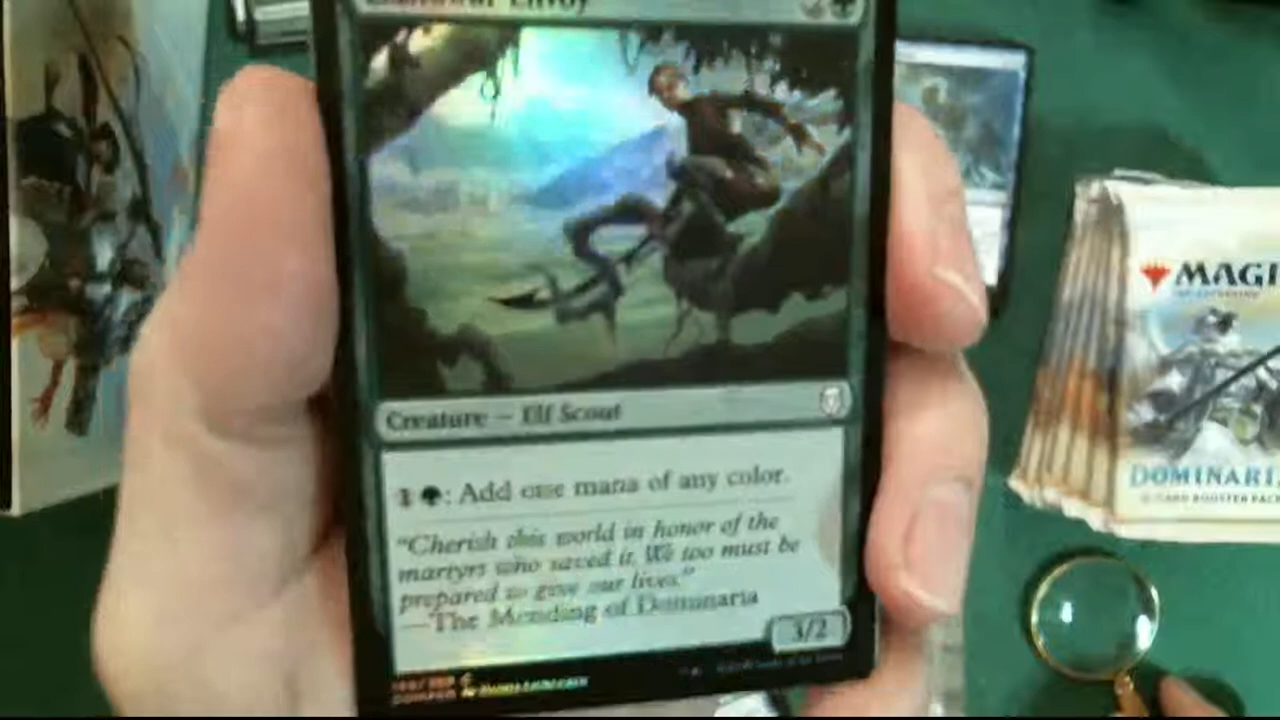 Envoy
Creature — Elf Scout
1 : Add one mana of any color.
"Cherish this world in honor of the
martyrs who saved it. We too must be
prepared to give our lives."
—The Mending of Dominaria
3/2
MAGI
DOMINARI